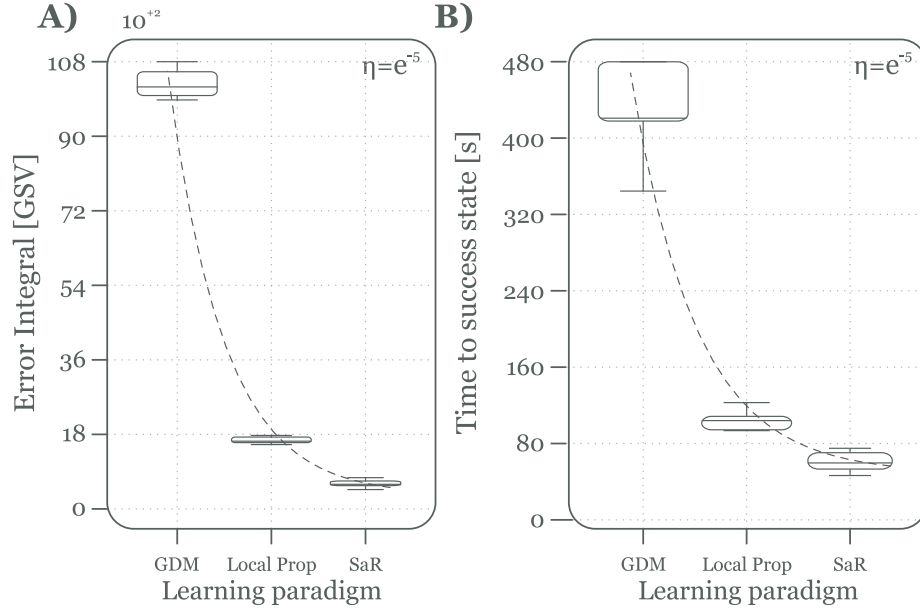 A)
10⁺²
η=e⁻⁵
108
90
72
54
36
18
0
Error Integral [GSV]
GDM Local Prop SaR
Learning paradigm
B)
η=e⁻⁵
480
400
320
240
160
80
0
Time to success state [s]
GDM Local Prop SaR
Learning paradigm